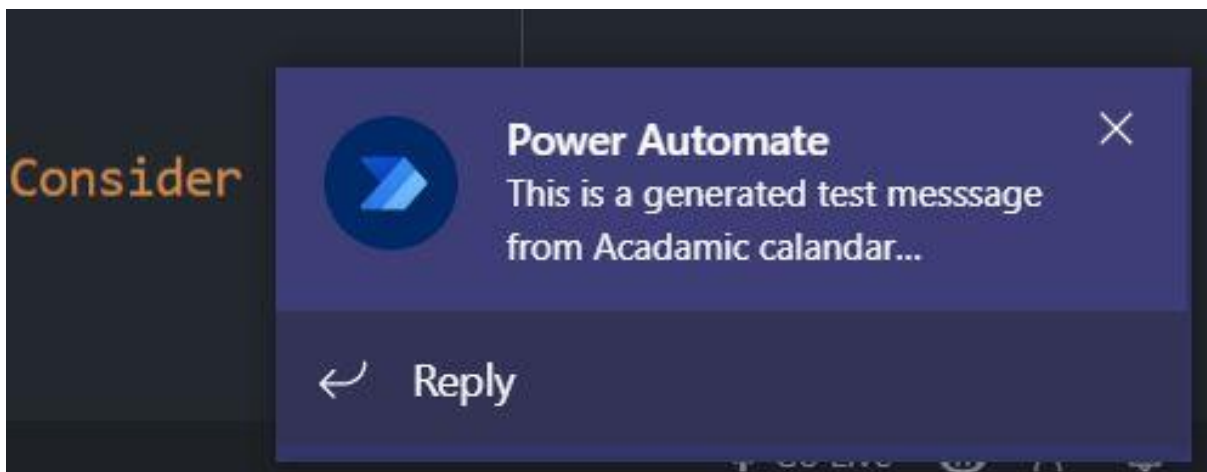 Consider
Power Automate
This is a generated test messsage
from Acadamic calandar...
Reply